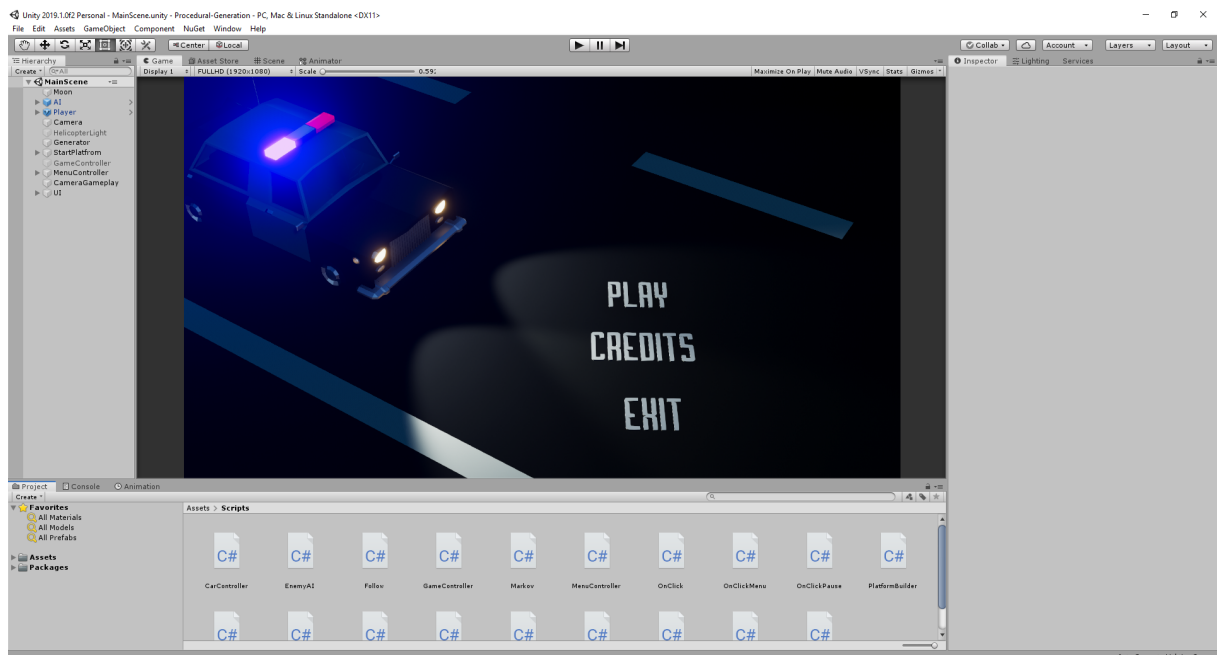 Unity 2019.1.0f2 Personal - MainScene.unity - Procedural-Generation - PC, Mac & Linux Standalone <DX11>
File Edit Assets GameObject Component NuGet Window Help
Center Local Collab Account Layers Layout
Hierarchy Game Asset Store Scene Animator Inspector Lighting Services
Create All Display 1 FULLHD (1920x1080) Scale 0.59: Maximize On Play Mute Audio VSync Stats Gizmos
MainScene
Moon
AI
Player
Camera
HelicopterLight
Generator
StartPlatfrom
GameController
MenuController
CameraGameplay
UI
PLAY
CREDITS
EXIT
Project Console Animation
Create
Favorites
All Materials
All Models
All Prefabs
Assets
Packages
Assets > Scripts
C# C# C# C# C# C# C# C# C# C#
CarController EnemyAI Follow GameController Markov MenuController OnClick OnClickMenu OnClickPause PlatformBuilder
C# C# C# C# C# C# C# C# C#